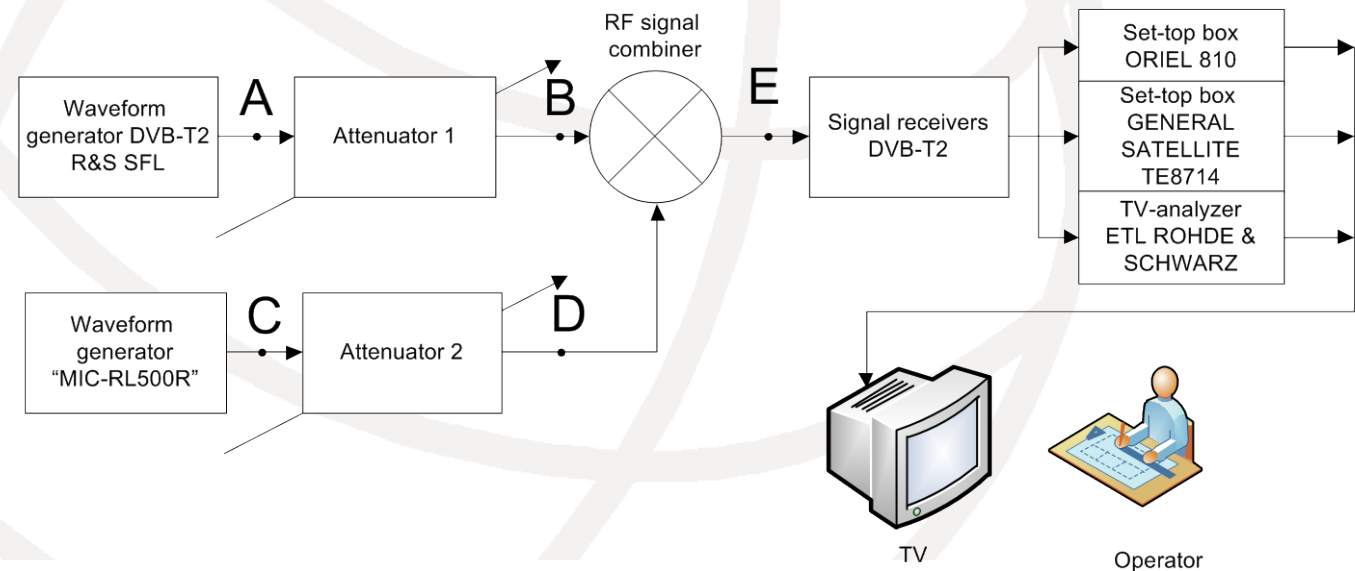 RF signal
combiner
Waveform
generator DVB-T2
R&S SFL
A
Attenuator 1
B
E
Signal receivers
DVB-T2
Set-top box
ORIEL 810
Set-top box
GENERAL
SATELLITE
TE8714
TV-analyzer
ETL ROHDE &
SCHWARZ
Waveform
generator
“MIC-RL500R”
C
Attenuator 2
D
TV
Operator